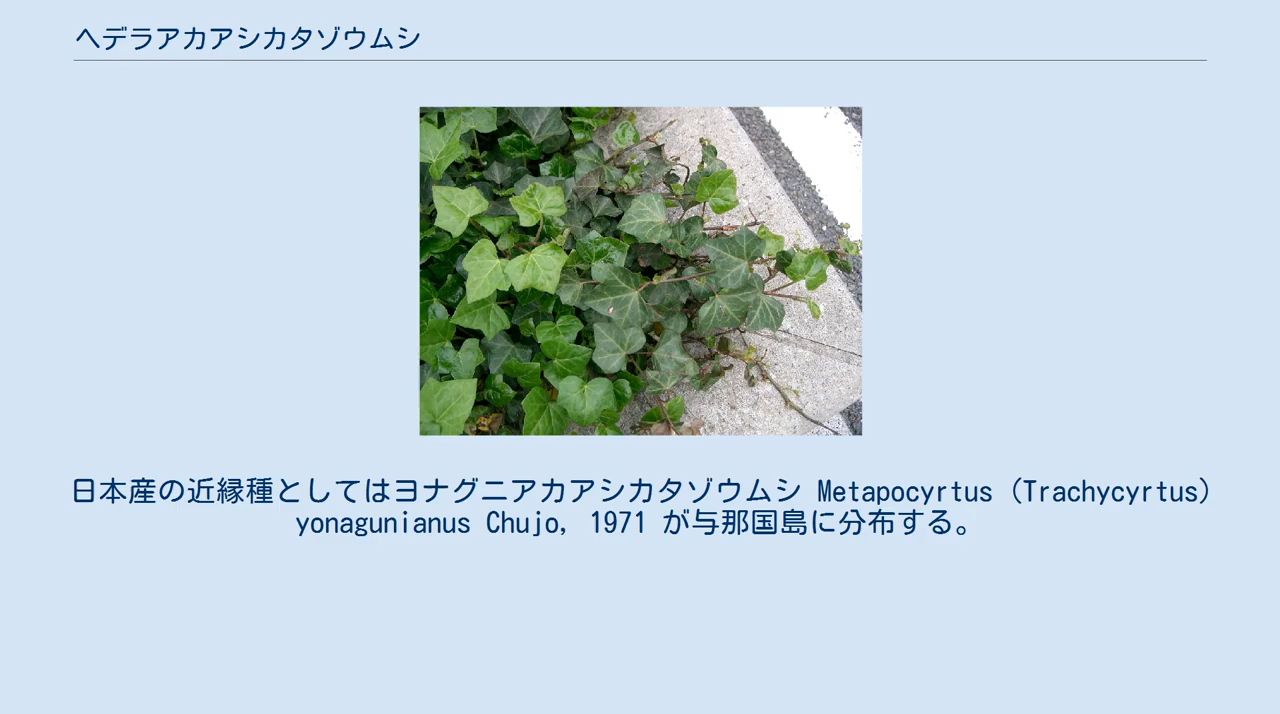 ヘデラアカアシカタゾウムシ
日本産の近縁種としてはヨナグニアカアシカタゾウムシ Metapocyrtus (Trachycyrtus)
yonagunianus Chujo, 1971 が与那国島に分布する。